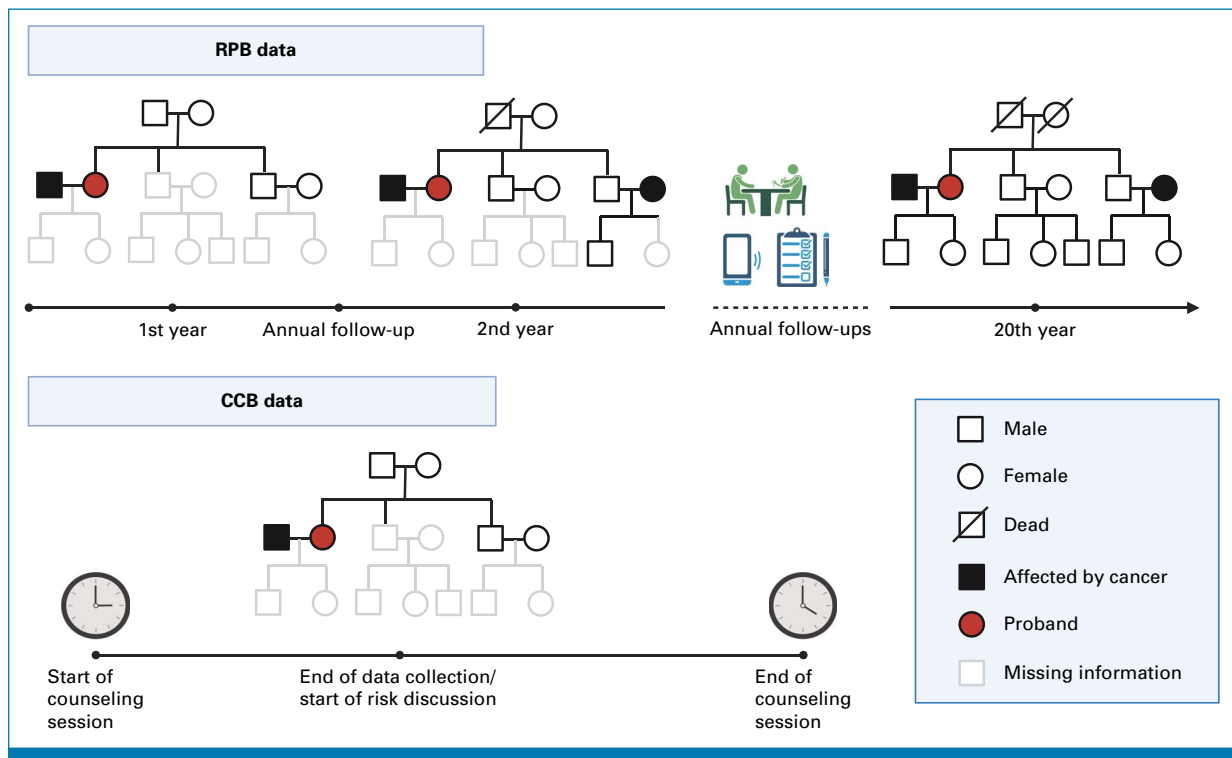 RPB data
1st year
Annual follow-up
2nd year
Annual follow-ups
20th year
CCB data
Start of
counseling
session
End of data collection/
start of risk discussion
End of
counseling
session
Male
Female
Dead
Affected by cancer
Proband
Missing information